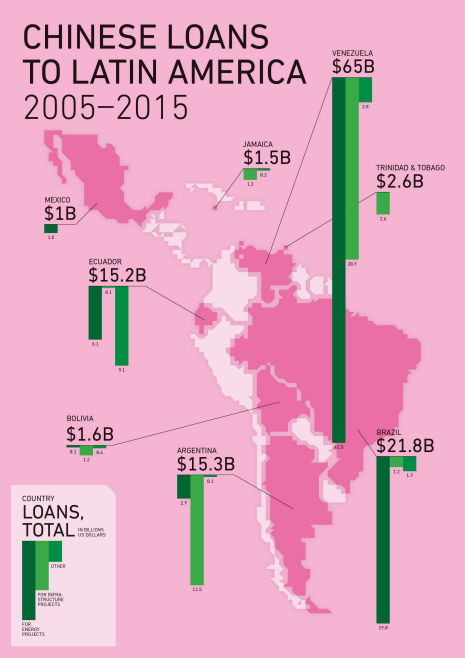 CHINESE LOANS
TO LATIN AMERICA
2005–2015
VENEZUELA
$65B
2.8
20.7
41.5
JAMAICA
$1.5B
1.3
0.2
TRINIDAD & TOBAGO
$2.6B
2.6
MEXICO
$1B
1.0
ECUADOR
$15.2B
6.1
0.1
9.1
BOLIVIA
$1.6B
0.1
1.2
0.4
ARGENTINA
$15.3B
2.7
12.5
0.1
BRAZIL
$21.8B
19.0
1.2
1.7
COUNTRY
LOANS,
TOTAL
IN BILLIONS
US DOLLARS
OTHER
FOR INFRA-
STRUCTURE
PROJECTS
FOR
ENERGY
PROJECTS